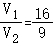 V₁/V₂ = 16/9